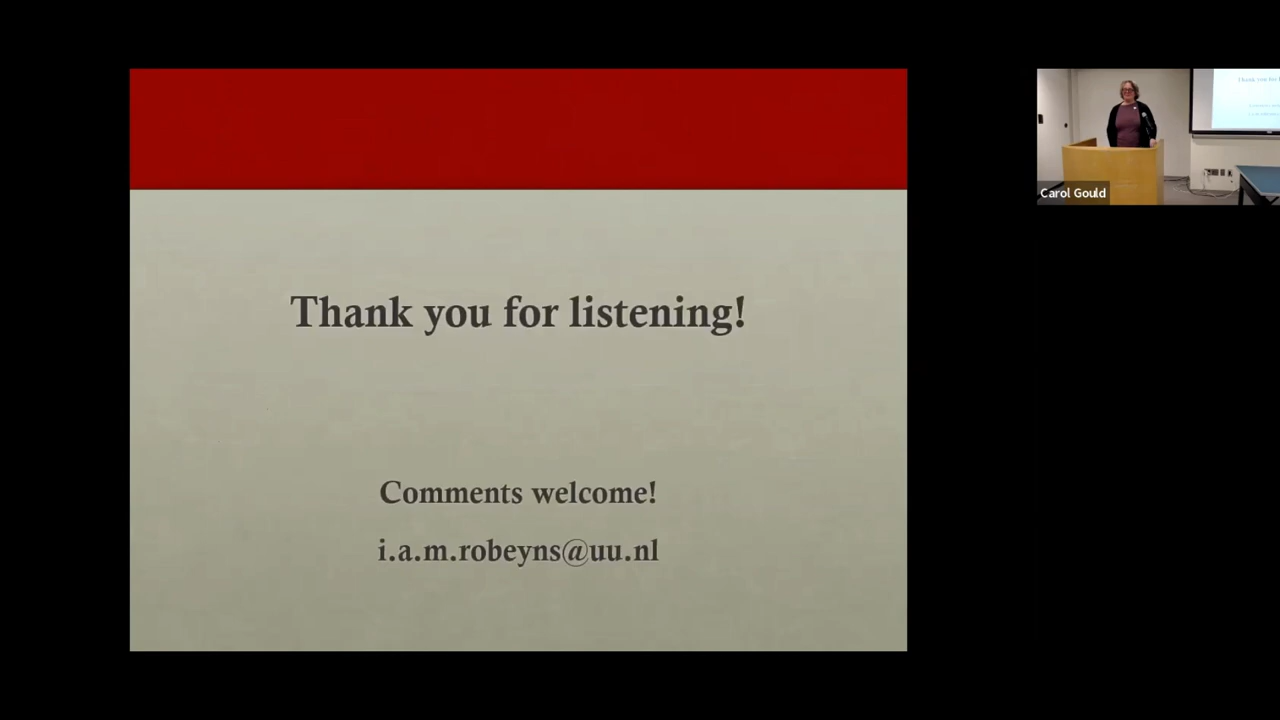 Thank you for listening!
Comments welcome!
i.a.m.robeyns@uu.nl
Carol Gould